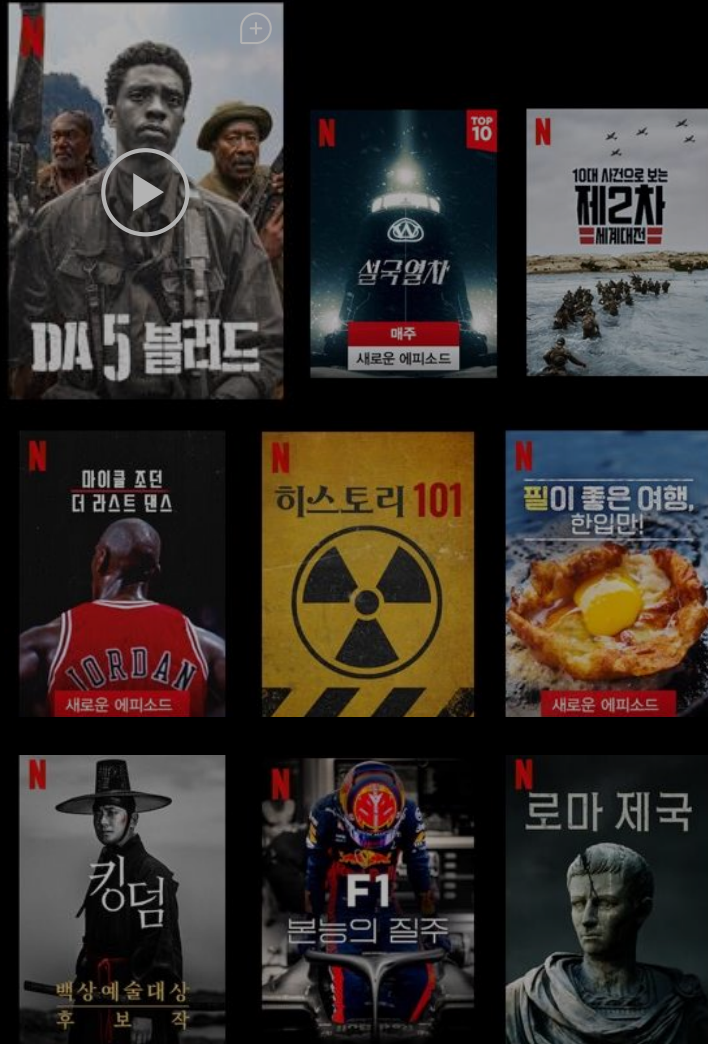 N
DA 5 블러드
N
TOP
10
설국열차
매주
새로운 에피소드
N
10대 사건으로 보는
제2차
세계대전
N
마이클 조던
더 라스트 댄스
JORDAN
새로운 에피소드
N
히스토리 101
N
필이 좋은 여행,
한입만!
새로운 에피소드
N
킹덤
백상예술대상
후보작
N
F1
본능의 질주
N
로마 제국